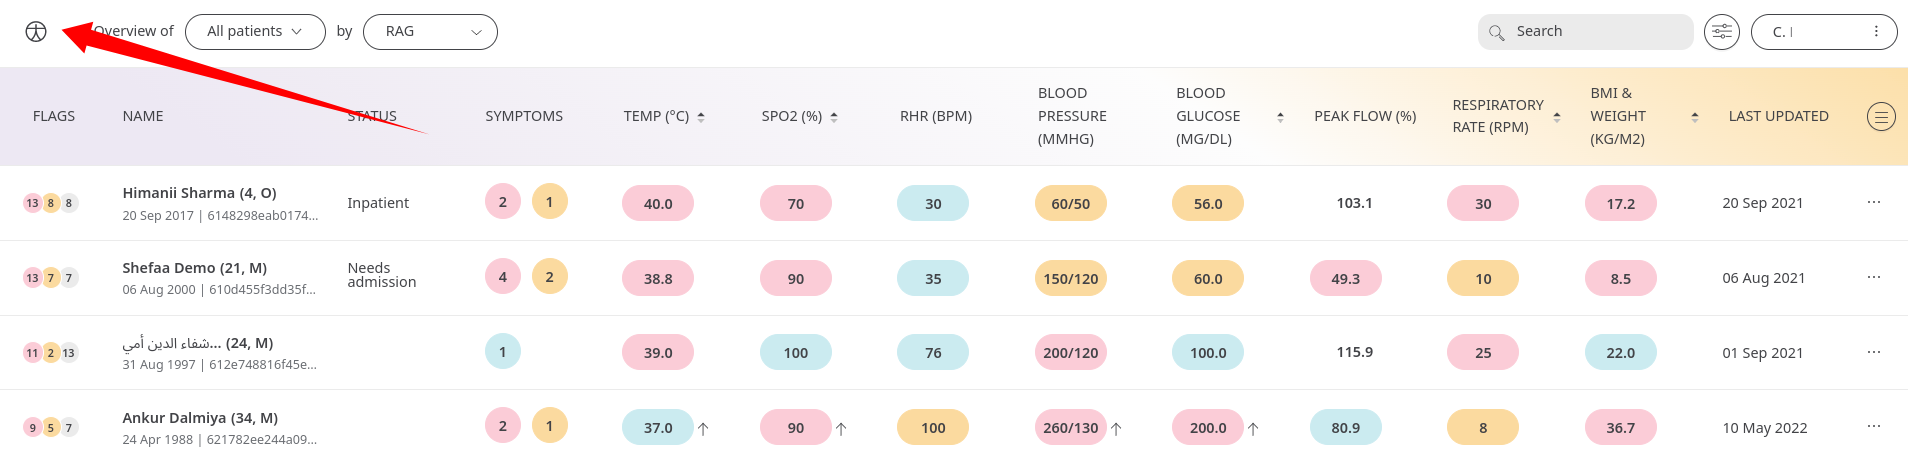 Overview of All patients by RAG Search C.
FLAGS NAME STATUS SYMPTOMS TEMP (°C) SPO2 (%) RHR (BPM) BLOOD PRESSURE (MMHG) BLOOD GLUCOSE (MG/DL) PEAK FLOW (%) RESPIRATORY RATE (RPM) BMI & WEIGHT (KG/M2) LAST UPDATED
13 8 8 Himanii Sharma (4, O) Inpatient 2 1 40.0 70 30 60/50 56.0 103.1 30 17.2 20 Sep 2021 ...
20 Sep 2017 | 6148298eab0174...
13 7 7 Shefaa Demo (21, M) Needs admission 4 2 38.8 90 35 150/120 60.0 49.3 10 8.5 06 Aug 2021 ...
06 Aug 2000 | 610d455f3dd35f...
11 2 13 شفاء الدين أمي... (24, M) 1 39.0 100 76 200/120 100.0 115.9 25 22.0 01 Sep 2021 ...
31 Aug 1997 | 612e748816f45e...
9 5 7 Ankur Dalmiya (34, M) 2 1 37.0 90 100 260/130 200.0 80.9 8 36.7 10 May 2022 ...
24 Apr 1988 | 621782ee244a09...